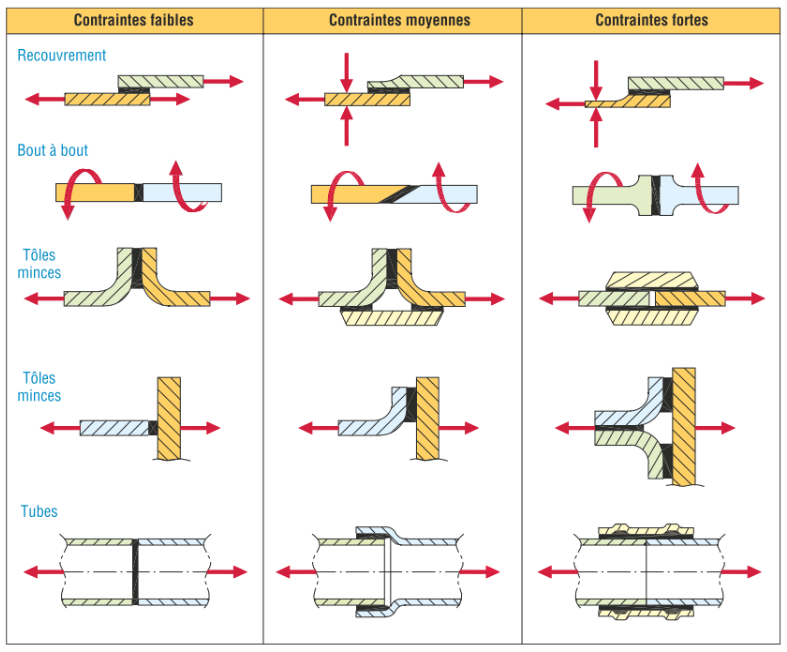 Contraintes faibles
Contraintes moyennes
Contraintes fortes
Recouvrement
Bout à bout
Tôles
minces
Tôles
minces
Tubes